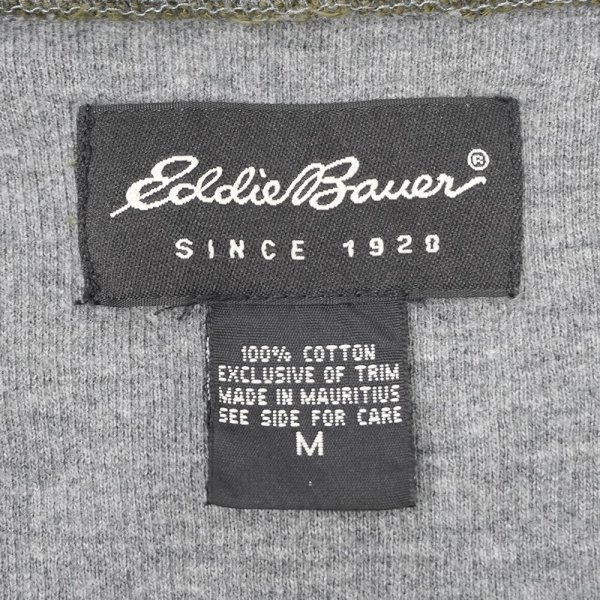 Eddie Bauer®
SINCE 1920
100% COTTON
EXCLUSIVE OF TRIM
MADE IN MAURITIUS
SEE SIDE FOR CARE
M